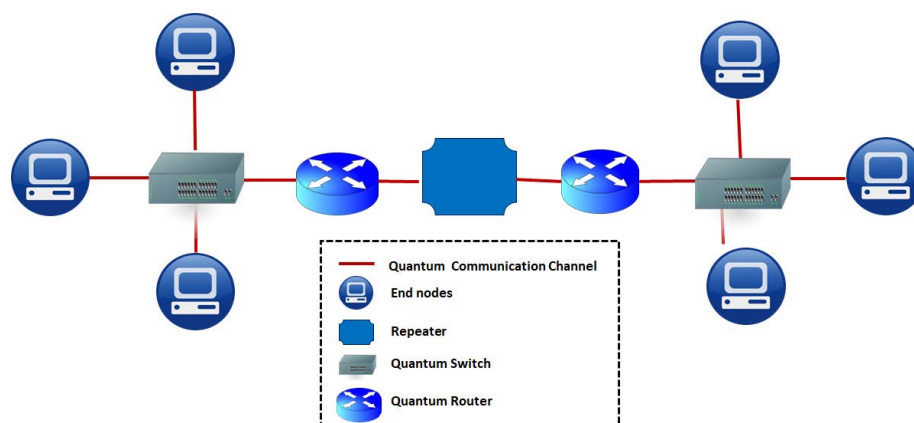 Quantum Communication Channel
End nodes
Repeater
Quantum Switch
Quantum Router